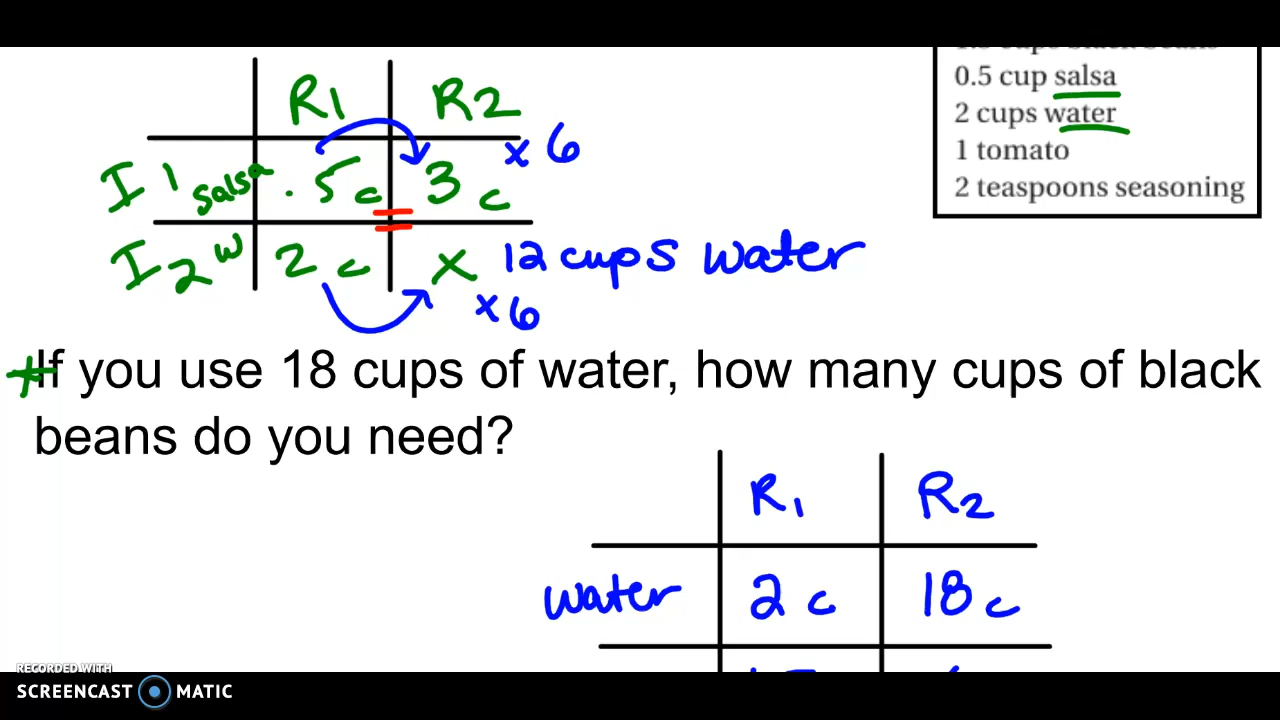 0.5 cup salsa
2 cups water
1 tomato
2 teaspoons seasoning
R1 R2
x 6
I 1 salsa .5 c 3 c
I 2 w 2 c x 12 cups water
x 6
If you use 18 cups of water, how many cups of black
beans do you need?
R1 R2
water 2 c 18 c
RECORDED WITH
SCREENCAST MATIC